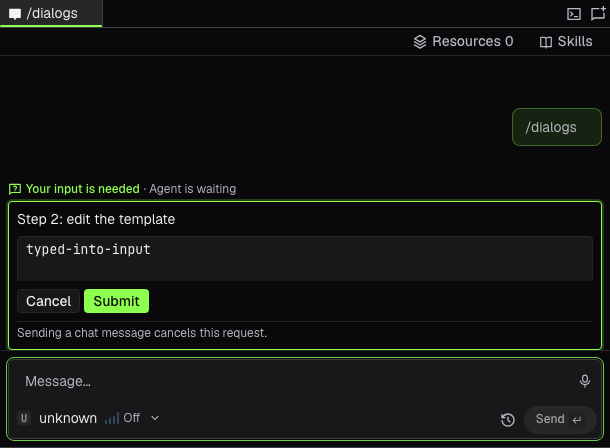 /dialogs
Resources 0 Skills
/dialogs
Your input is needed · Agent is waiting
Step 2: edit the template
typed-into-input
Cancel Submit
Sending a chat message cancels this request.
Message...
U unknown Off
Send